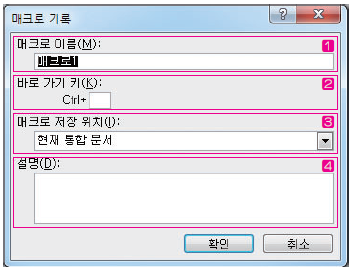 매크로 기록
매크로 이름(M): 1
매크로1
바로 가기 키(K): 2
Ctrl+
매크로 저장 위치(I): 3
현재 통합 문서
설명(D): 4
확인 취소